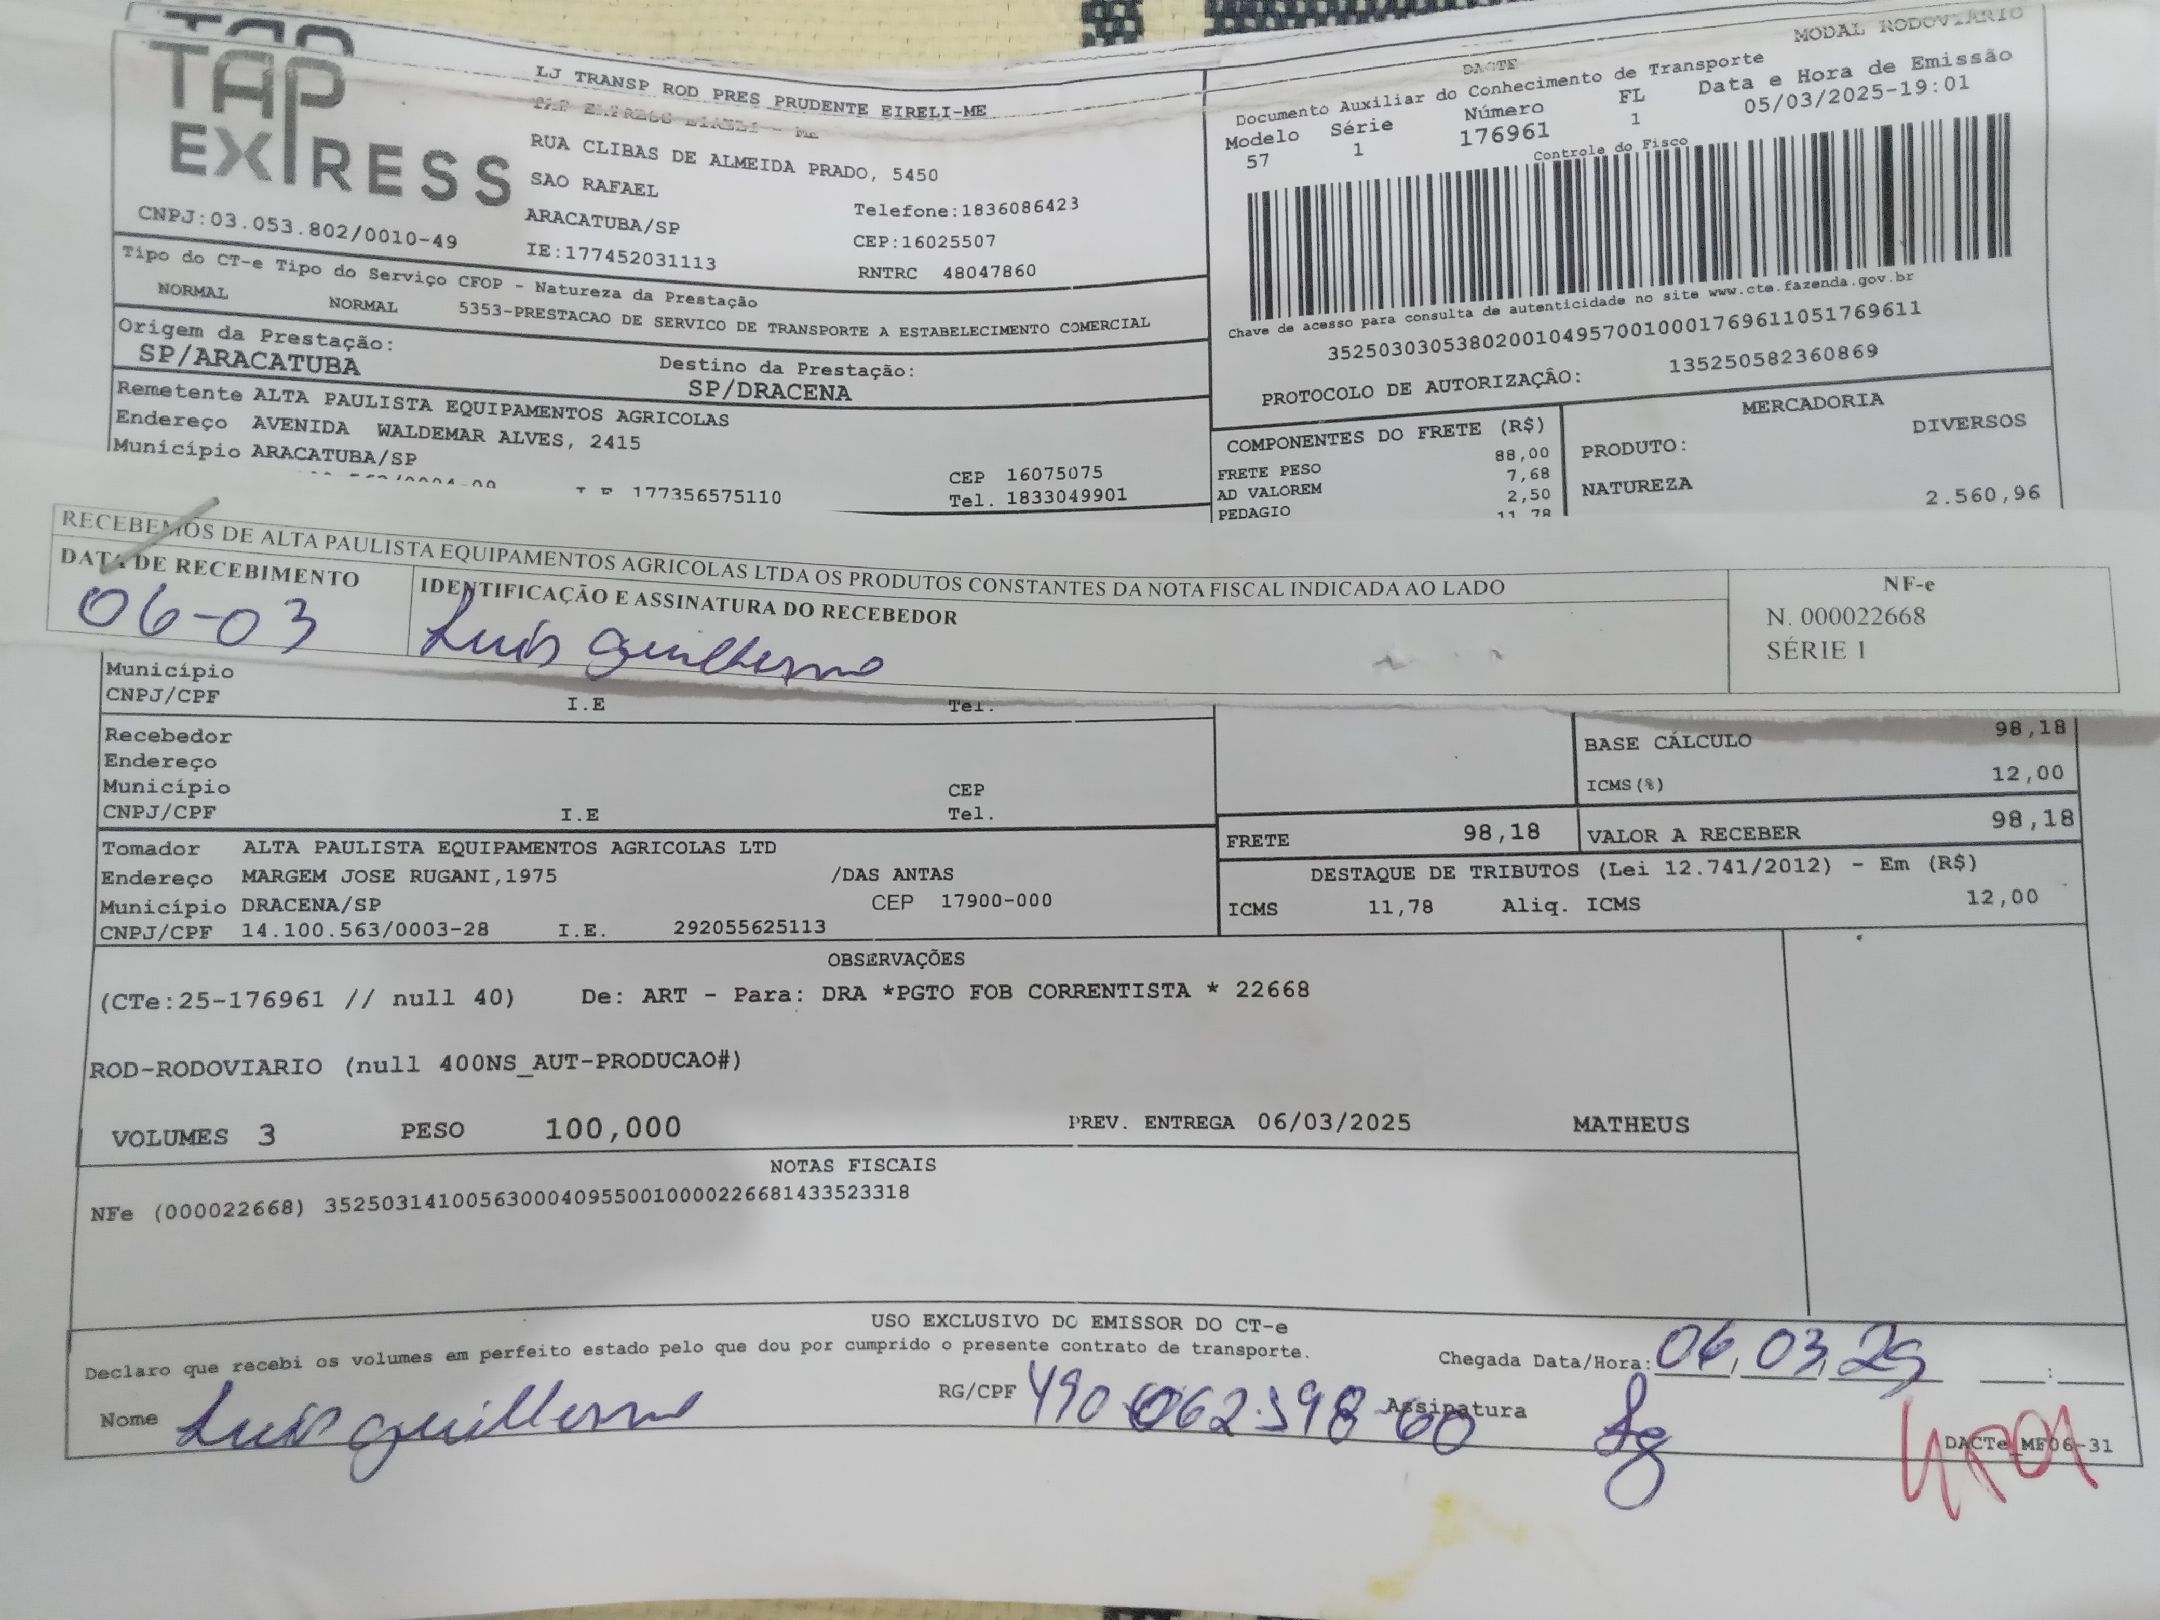 TAP
EXPRESS
LJ TRANSP ROD PRES PRUDENTE EIRELI-ME
RUA CLIBAS DE ALMEIDA PRADO, 5450
SAO RAFAEL
Telefone:1836086423
ARACATUBA/SP
CEP:16025507
CNPJ:03.053.802/0010-49
IE:177452031113
RNTRC 48047860
MODAL RODOVIÁRIO
DACTE
Documento Auxiliar do Conhecimento de Transporte
Modelo Série Número FL Data e Hora de Emissão
57 1 176961 1 05/03/2025-19:01
Controle do Fisco
Chave de acesso para consulta de autenticidade no site www.cte.fazenda.gov.br
35250303053802001049570010001769611051769611
PROTOCOLO DE AUTORIZAÇÃO: 135250582360869
Tipo do CT-e Tipo do Serviço CFOP - Natureza da Prestação
NORMAL NORMAL 5353-PRESTACAO DE SERVICO DE TRANSPORTE A ESTABELECIMENTO COMERCIAL
Origem da Prestação: Destino da Prestação:
SP/ARACATUBA SP/DRACENA
Remetente ALTA PAULISTA EQUIPAMENTOS AGRICOLAS
Endereço AVENIDA WALDEMAR ALVES, 2415
Município ARACATUBA/SP CEP 16075075
177356575110 Tel. 1833049901
COMPONENTES DO FRETE (R$)
FRETE PESO 88,00
AD VALOREM 7,68
PEDAGIO 2,50
11,78
MERCADORIA
PRODUTO: DIVERSOS
NATUREZA
2.560,96
RECEBEMOS DE ALTA PAULISTA EQUIPAMENTOS AGRICOLAS LTDA OS PRODUTOS CONSTANTES DA NOTA FISCAL INDICADA AO LADO
DATA DE RECEBIMENTO
06-03
IDENTIFICAÇÃO E ASSINATURA DO RECEBEDOR
Luis Guilherme
NF-e
N. 000022668
SÉRIE 1
Município
CNPJ/CPF I.E Tel.
Recebedor
Endereço
Município CEP
CNPJ/CPF I.E Tel.
BASE CÁLCULO 98,18
ICMS(%) 12,00
FRETE 98,18 VALOR A RECEBER 98,18
Tomador ALTA PAULISTA EQUIPAMENTOS AGRICOLAS LTD
Endereço MARGEM JOSE RUGANI,1975 /DAS ANTAS
Município DRACENA/SP CEP 17900-000
CNPJ/CPF 14.100.563/0003-28 I.E. 292055625113
DESTAQUE DE TRIBUTOS (Lei 12.741/2012) - Em (R$)
ICMS 11,78 Aliq. ICMS 12,00
OBSERVAÇÕES
(CTe:25-176961 // null 40) De: ART - Para: DRA *PGTO FOB CORRENTISTA * 22668
ROD-RODOVIARIO (null 400NS_AUT-PRODUCAO#)
VOLUMES 3 PESO 100,000 PREV. ENTREGA 06/03/2025 MATHEUS
NOTAS FISCAIS
NFe (000022668) 35250314100563000409550010000226681433523318
USO EXCLUSIVO DO EMISSOR DO CT-e
Declaro que recebi os volumes em perfeito estado pelo que dou por cumprido o presente contrato de transporte.
Chegada Data/Hora: 06,03,25 __:__
Nome Luis Guilherme RG/CPF 490.062.398-60 Assinatura
DACTe_MF06-31